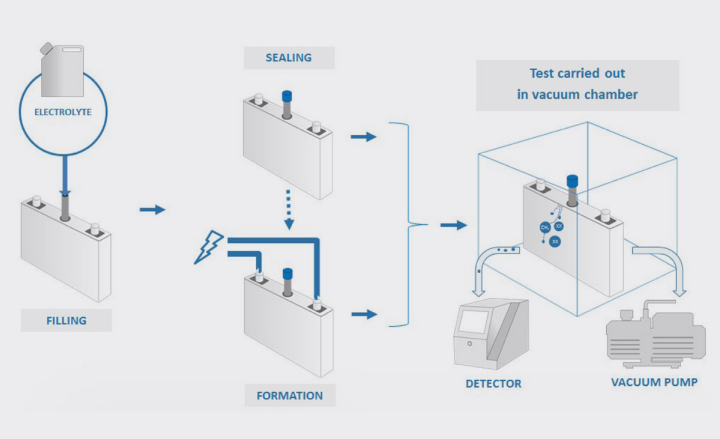 ELECTROLYTE
FILLING
SEALING
FORMATION
Test carried out
in vacuum chamber
DETECTOR
VACUUM PUMP